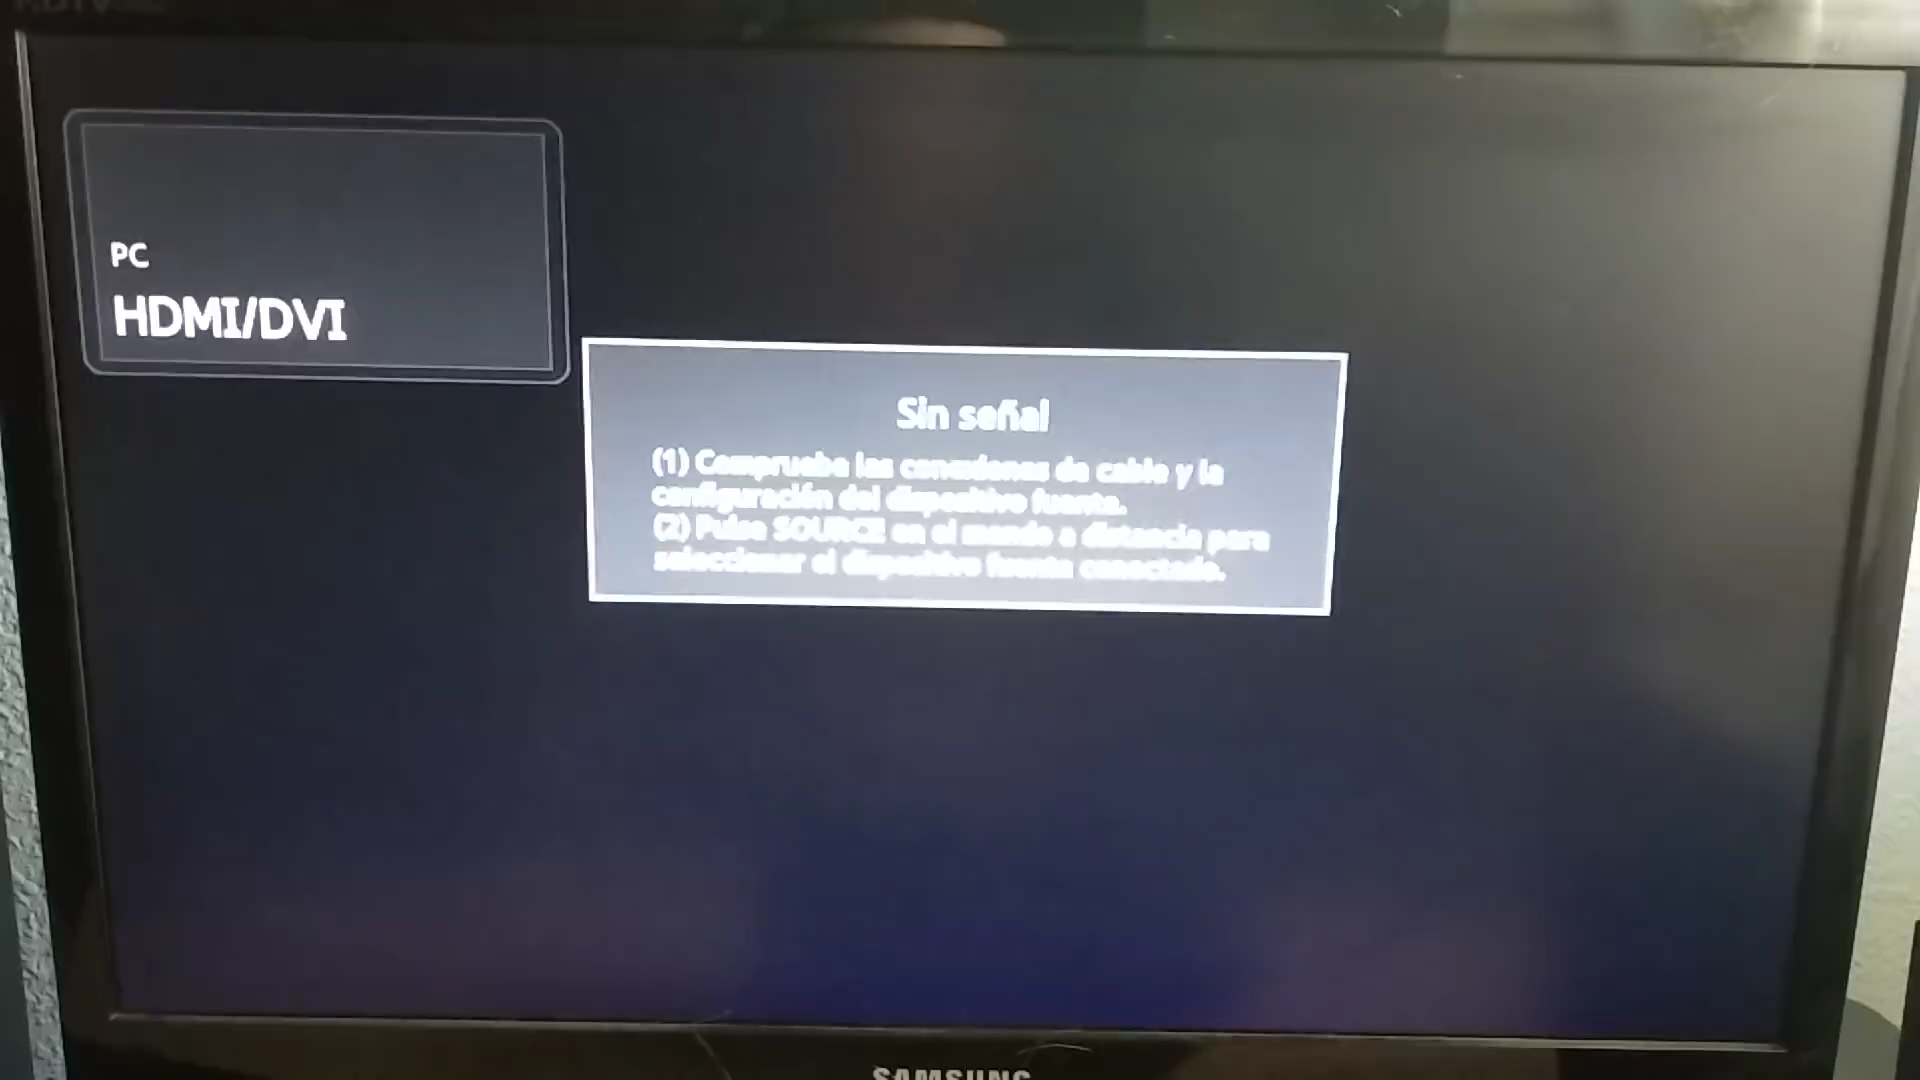 PC
HDMI/DVI
Sin señal
(1) Compruebe las conexiones de cable y la
configuración del dispositivo fuente.
(2) Pulse SOURCE en el mando a distancia para
seleccionar el dispositivo fuente conectado.
SAMSUNG